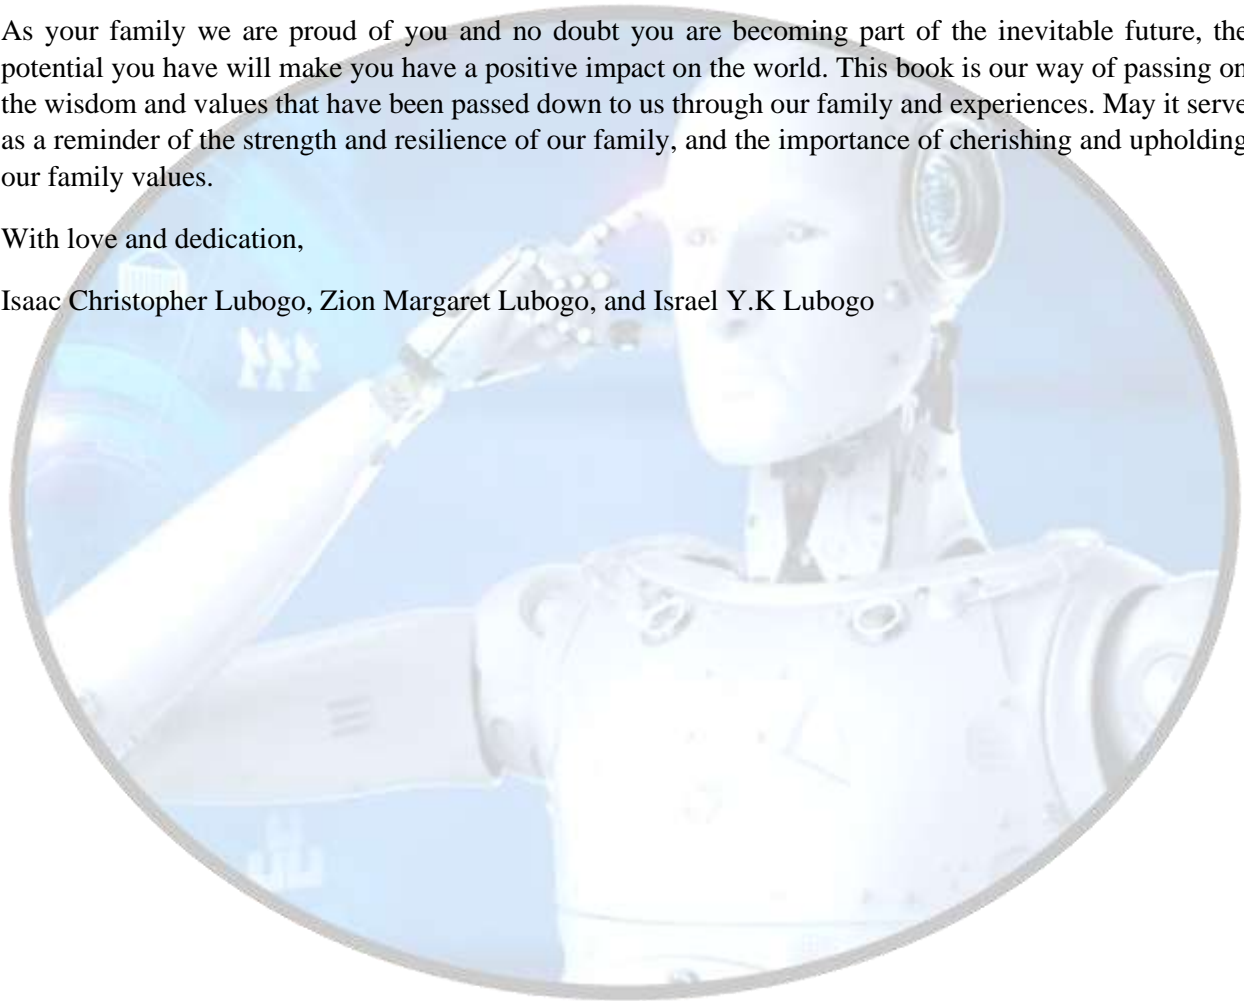 As your family we are proud of you and no doubt you are becoming part of the inevitable future, the
potential you have will make you have a positive impact on the world. This book is our way of passing on
the wisdom and values that have been passed down to us through our family and experiences. May it serve
as a reminder of the strength and resilience of our family, and the importance of cherishing and upholding
our family values.
With love and dedication,
Isaac Christopher Lubogo, Zion Margaret Lubogo, and Israel Y.K Lubogo